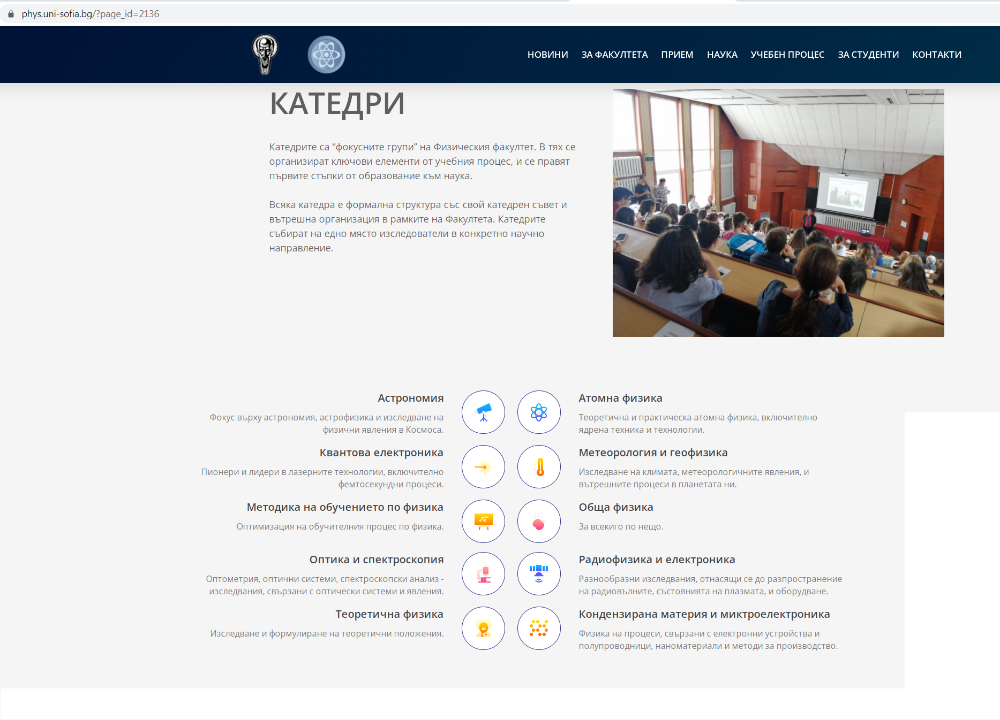 phys.uni-sofia.bg/?page_id=2136
НОВИНИ ЗА ФАКУЛТЕТА ПРИЕМ НАУКА УЧЕБЕН ПРОЦЕС ЗА СТУДЕНТИ КОНТАКТИ
КАТЕДРИ
Катедрите са “фокусните групи” на Физическия факултет. В тях се
организират ключови елементи от учебния процес, и се правят
първите стъпки от образование към наука.
Всяка катедра е формална структура със свой катедрен съвет и
вътрешна организация в рамките на Факултета. Катедрите
събират на едно място изследователи в конкретно научно
направление.
Астрономия
Фокус върху астрономия, астрофизика и изследване на
физични явления в Космоса.
Атомна физика
Теоретична и практическа атомна физика, включително
ядрена техника и технологии.
Квантова електроника
Пионери и лидери в лазерните технологии, включително
фемтосекундни процеси.
Метеорология и геофизика
Изследване на климата, метеорологичните явления, и
вътрешните процеси в планетата ни.
Методика на обучението по физика
Оптимизация на обучителния процес по физика.
Обща физика
За всекиго по нещо.
Оптика и спектроскопия
Оптометрия, оптични системи, спектроскопски анализ -
изследвания, свързани с оптически системи и явления.
Радиофизика и електроника
Разнообразни изследвания, отнасящи се до разпространение
на радиовълните, състоянията на плазмата, и оборудване.
Теоретична физика
Изследване и формулиране на теоретични положения.
Кондензирана материя и миктроелектроника
Физика на процеси, свързани с електронни устройства и
полупроводници, наноматериали и методи за производство.